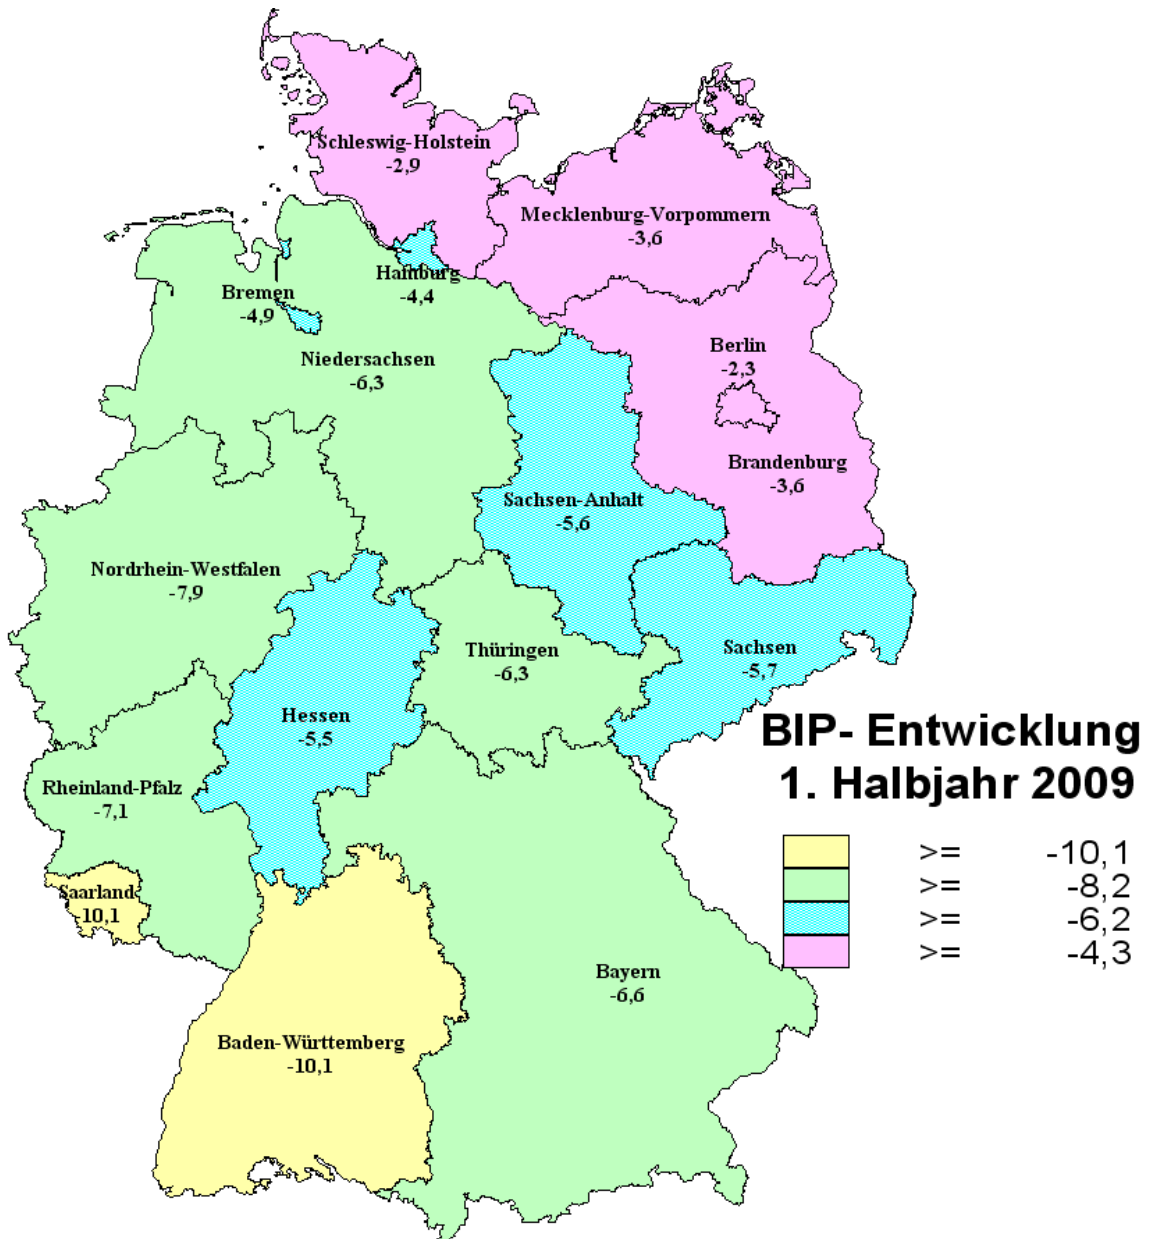 Schleswig-Holstein
-2,9
Mecklenburg-Vorpommern
-3,6
Hamburg
-4,4
Bremen
-4,9
Niedersachsen
-6,3
Berlin
-2,3
Brandenburg
-3,6
Sachsen-Anhalt
-5,6
Nordrhein-Westfalen
-7,9
Thüringen
-6,3
Sachsen
-5,7
Hessen
-5,5
Rheinland-Pfalz
-7,1
Saarland
-10,1
Bayern
-6,6
Baden-Württemberg
-10,1
BIP- Entwicklung
1. Halbjahr 2009
>= -10,1
>= -8,2
>= -6,2
>= -4,3